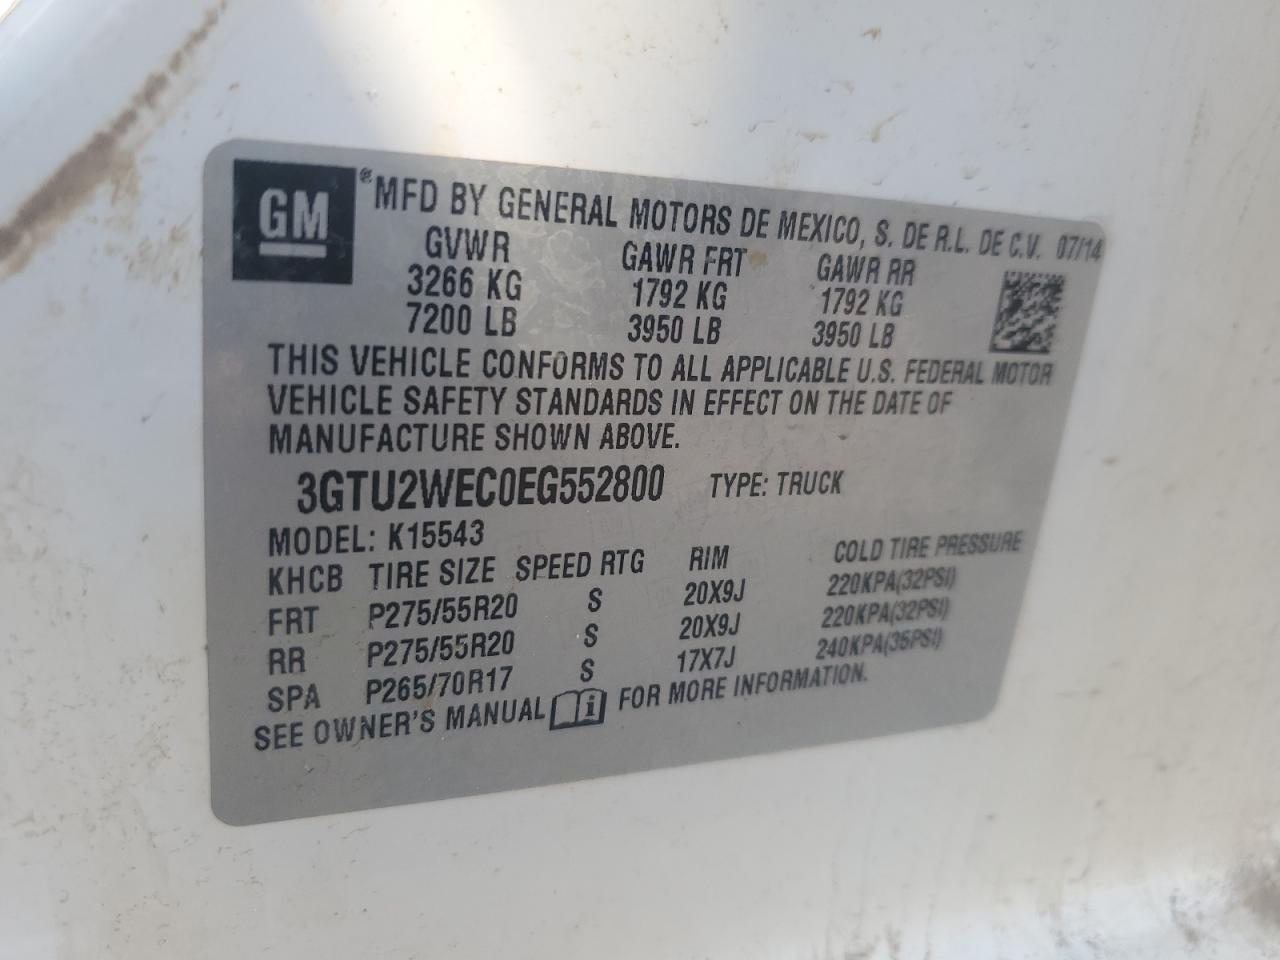 GM
® MFD BY GENERAL MOTORS DE MEXICO, S. DE R.L. DE C.V. 07/14
GVWR GAWR FRT GAWR RR
3266 KG 1792 KG 1792 KG
7200 LB 3950 LB 3950 LB
THIS VEHICLE CONFORMS TO ALL APPLICABLE U.S. FEDERAL MOTOR
VEHICLE SAFETY STANDARDS IN EFFECT ON THE DATE OF
MANUFACTURE SHOWN ABOVE.
3GTU2WEC0EG552800 TYPE: TRUCK
MODEL: K15543
KHCB TIRE SIZE SPEED RTG RIM COLD TIRE PRESSURE
FRT P275/55R20 S 20X9J 220KPA(32PSI)
RR P275/55R20 S 20X9J 220KPA(32PSI)
SPA P265/70R17 S 17X7J 240KPA(35PSI)
SEE OWNER'S MANUAL i FOR MORE INFORMATION.